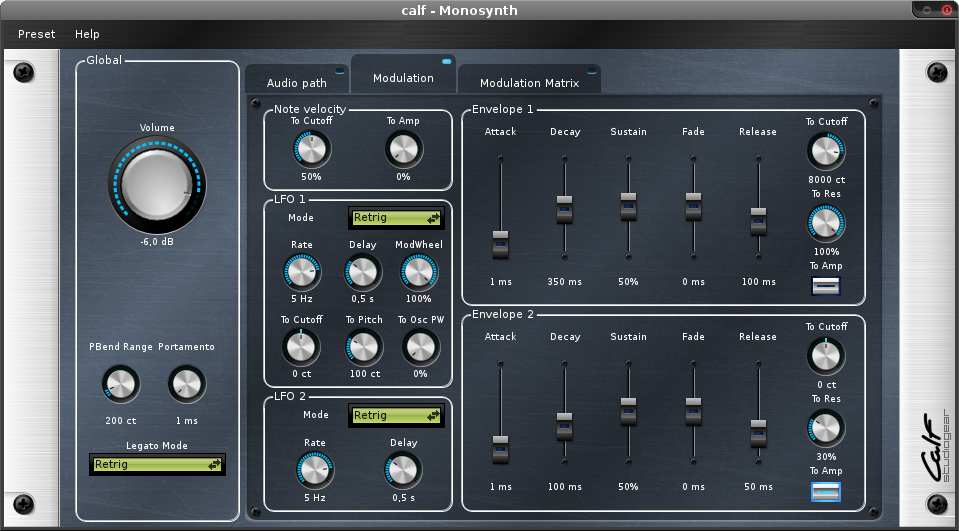 calf - Monosynth
Preset Help
Global
Volume
-6,0 dB
PBend Range Portamento
200 ct 1 ms
Legato Mode
Retrig
Audio path Modulation Modulation Matrix
Note velocity
To Cutoff To Amp
50% 0%
LFO 1
Mode Retrig
Rate Delay ModWheel
5 Hz 0,5 s 100%
To Cutoff To Pitch To Osc PW
0 ct 100 ct 0%
LFO 2
Mode Retrig
Rate Delay
5 Hz 0,5 s
Envelope 1
Attack Decay Sustain Fade Release
1 ms 350 ms 50% 0 ms 100 ms
To Cutoff
8000 ct
To Res
100%
To Amp
Envelope 2
Attack Decay Sustain Fade Release
1 ms 100 ms 50% 0 ms 50 ms
To Cutoff
0 ct
To Res
30%
To Amp
Calf
studiogear